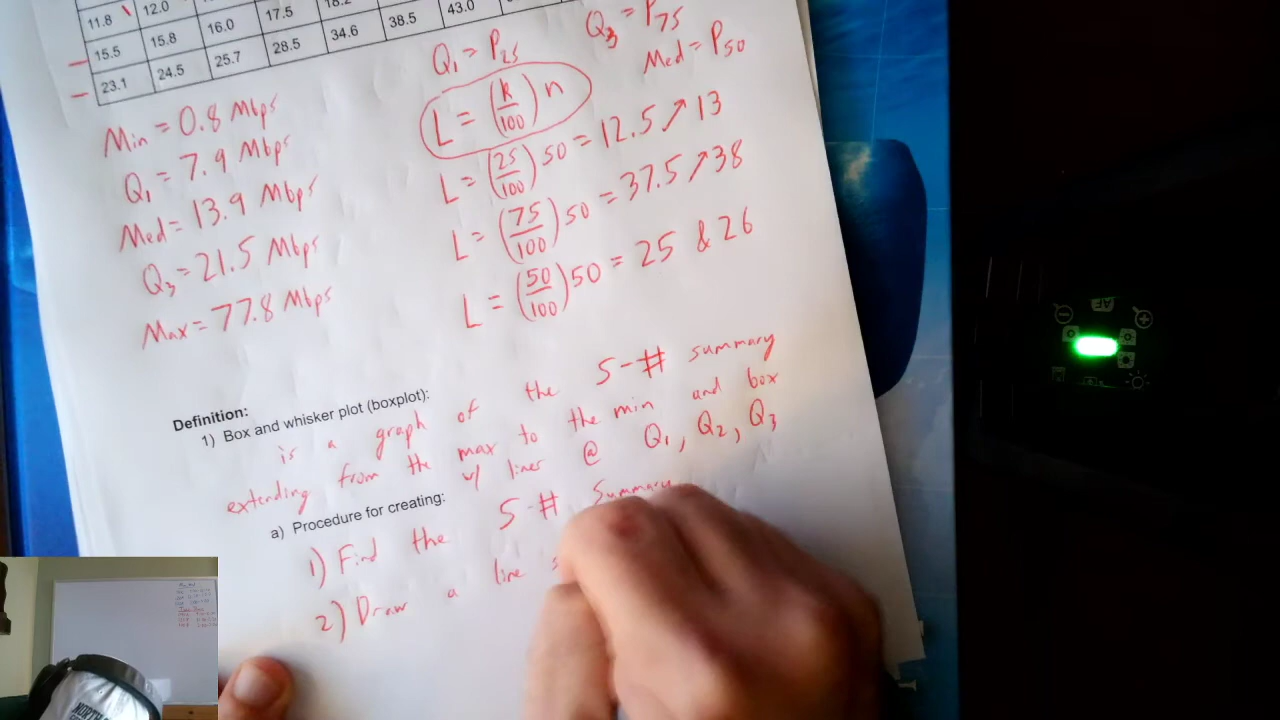 11.8 12.0 17.5 18.2
15.5 15.8 16.0 17.5 34.6 38.5 43.0
23.1 24.5 25.7 28.5
Q₁ = P₂₅ Q₃ = P₇₅
Med = P₅₀
L = (k/100) n
Min = 0.8 Mbps
Q₁ = 7.9 Mbps
Med = 13.9 Mbps
Q₃ = 21.5 Mbps
Max = 77.8 Mbps
L = (25/100) 50 = 12.5 ↗ 13
L = (75/100) 50 = 37.5 ↗ 38
L = (50/100) 50 = 25 & 26
Definition:
1) Box and whisker plot (boxplot):
is a graph of the 5-# summary
extending from the max to the min and box
w/ lines @ Q₁, Q₂, Q₃
a) Procedure for creating:
1) Find the 5-# Summary
2) Draw a line